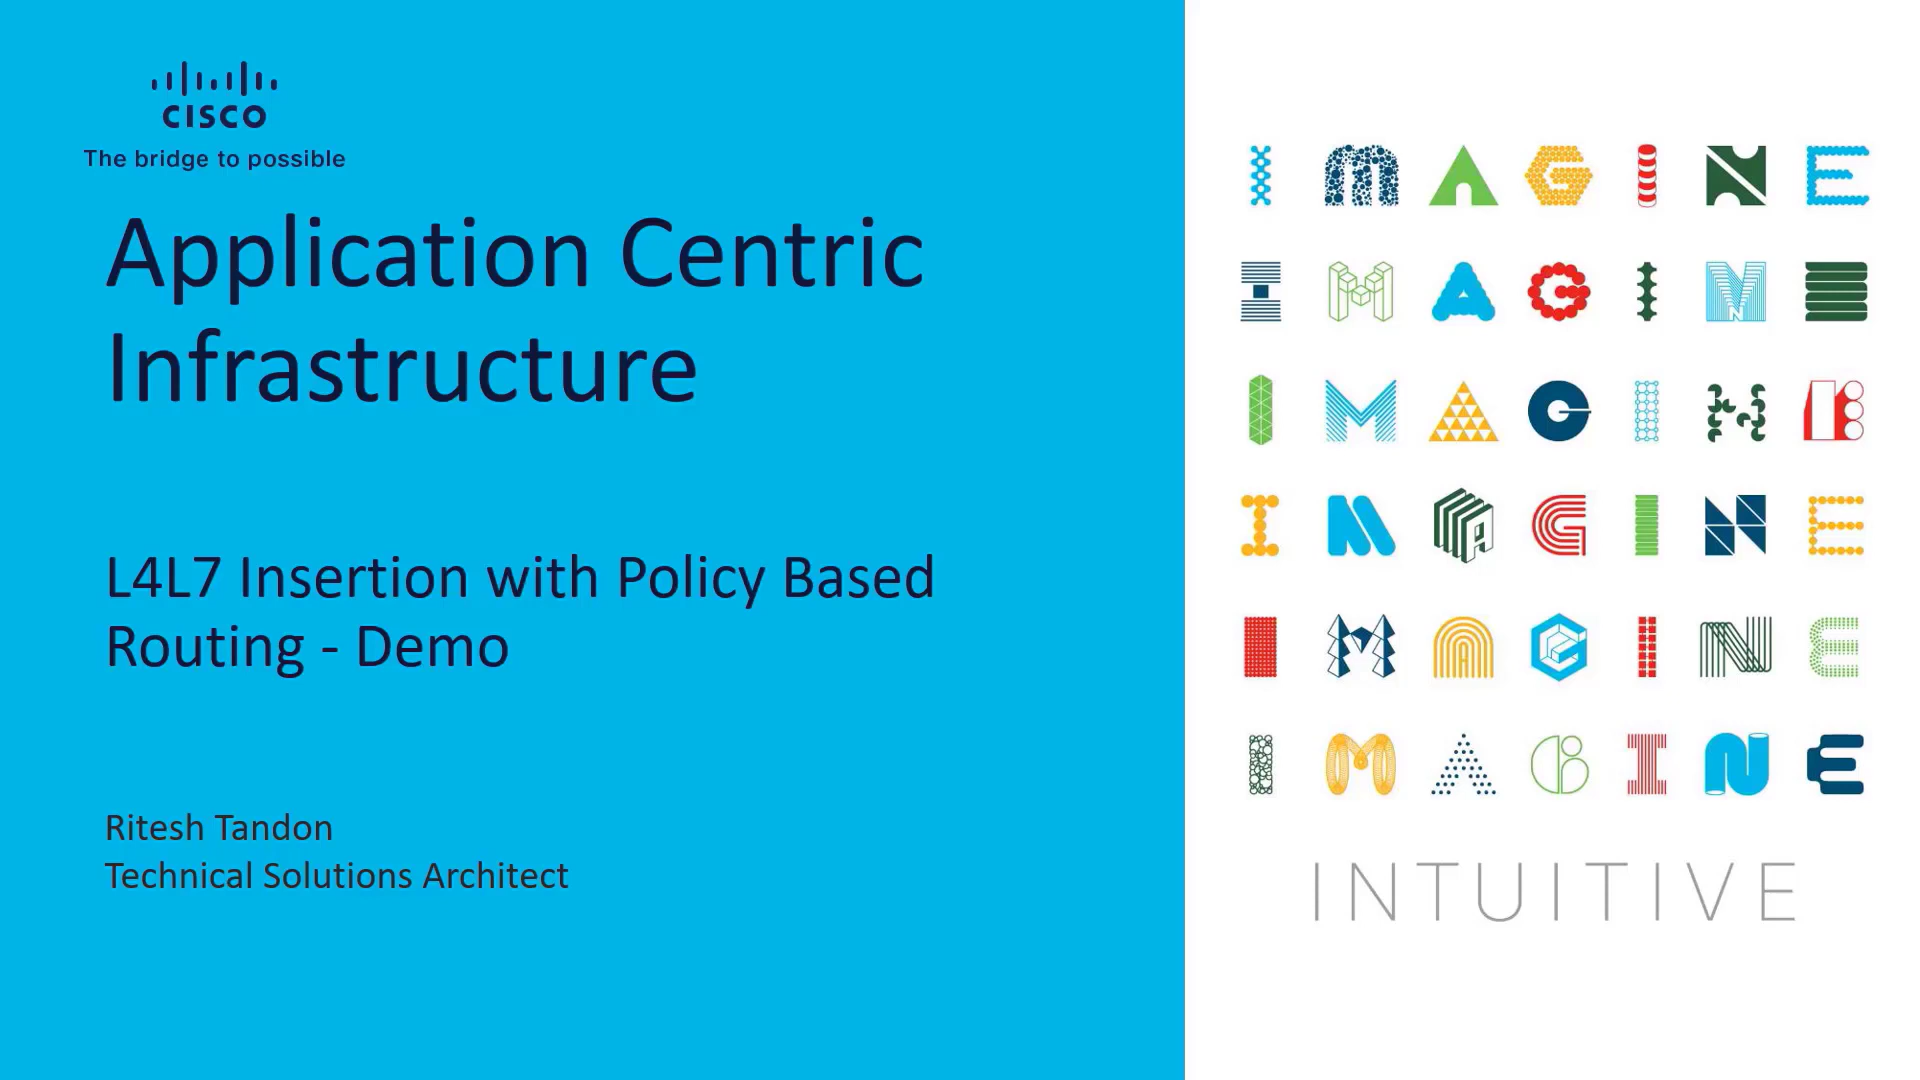 CISCO
The bridge to possible
Application Centric
Infrastructure
L4L7 Insertion with Policy Based
Routing - Demo
Ritesh Tandon
Technical Solutions Architect
IMAGINE
IMAGINE
IMAGINE
IMAGINE
IMAGINE
IMAGINE
INTUITIVE